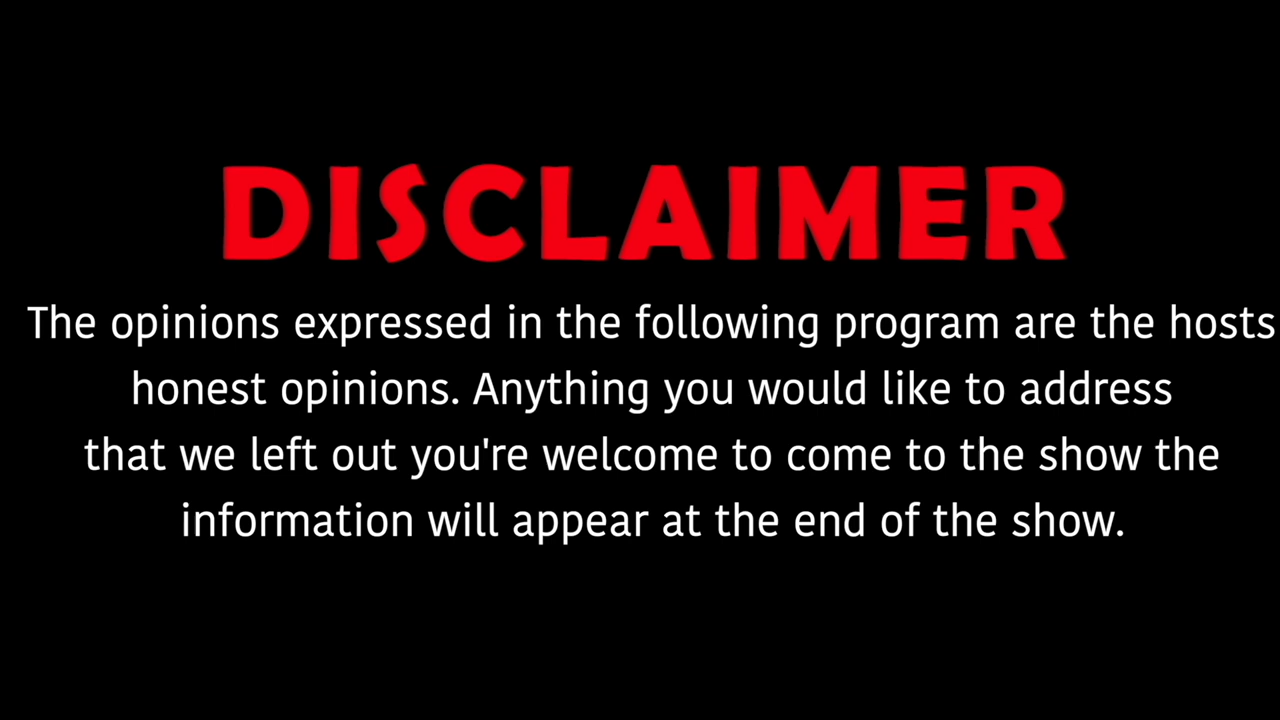 DISCLAIMER
The opinions expressed in the following program are the hosts
honest opinions. Anything you would like to address
that we left out you're welcome to come to the show the
information will appear at the end of the show.